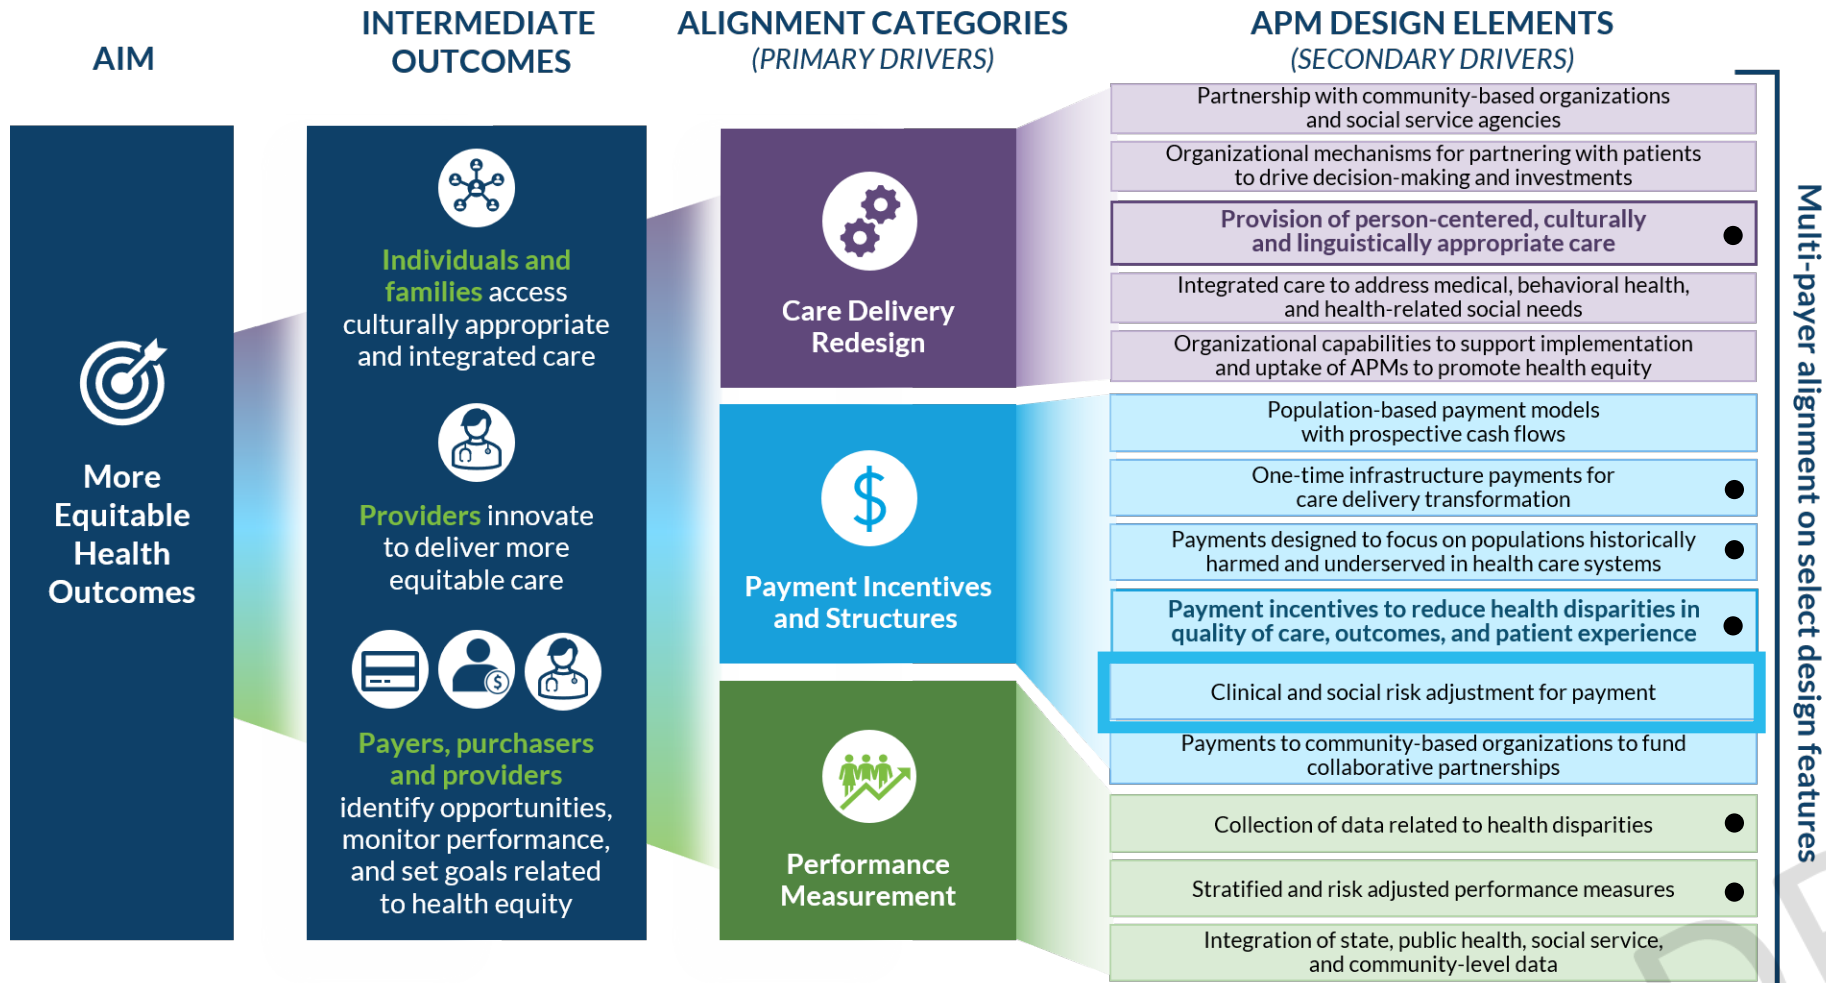 AIM
INTERMEDIATE
OUTCOMES
ALIGNMENT CATEGORIES
(PRIMARY DRIVERS)
APM DESIGN ELEMENTS
(SECONDARY DRIVERS)
More
Equitable
Health
Outcomes
Individuals and
families access
culturally appropriate
and integrated care
Providers innovate
to deliver more
equitable care
$
Payers, purchasers
and providers
identify opportunities,
monitor performance,
and set goals related
to health equity
Care Delivery
Redesign
$
Payment Incentives
and Structures
Performance
Measurement
Partnership with community-based organizations
and social service agencies
Organizational mechanisms for partnering with patients
to drive decision-making and investments
Provision of person-centered, culturally
and linguistically appropriate care
Integrated care to address medical, behavioral health,
and health-related social needs
Organizational capabilities to support implementation
and uptake of APMs to promote health equity
Population-based payment models
with prospective cash flows
One-time infrastructure payments for
care delivery transformation
Payments designed to focus on populations historically
harmed and underserved in health care systems
Payment incentives to reduce health disparities in
quality of care, outcomes, and patient experience
Clinical and social risk adjustment for payment
Payments to community-based organizations to fund
collaborative partnerships
Collection of data related to health disparities
Stratified and risk adjusted performance measures
Integration of state, public health, social service,
and community-level data
Multi-payer alignment on select design features